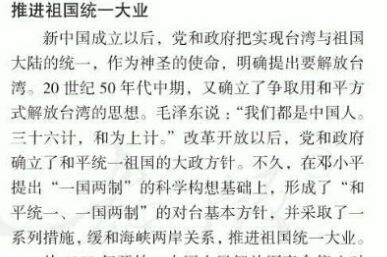 推进祖国统一大业
新中国成立以后，党和政府把实现台湾与祖国
大陆的统一，作为神圣的使命，明确提出要解放台
湾。20 世纪 50 年代中期，又确立了争取用和平方
式解放台湾的思想。毛泽东说：“我们都是中国人。
三十六计，和为上计。”改革开放以后，党和政府
确立了和平统一祖国的大政方针。不久，在邓小平
提出“一国两制”的科学构想基础上，形成了“和
平统一、一国两制”的对台基本方针，并采取了一
系列措施，缓和海峡两岸关系，推进祖国统一大业。